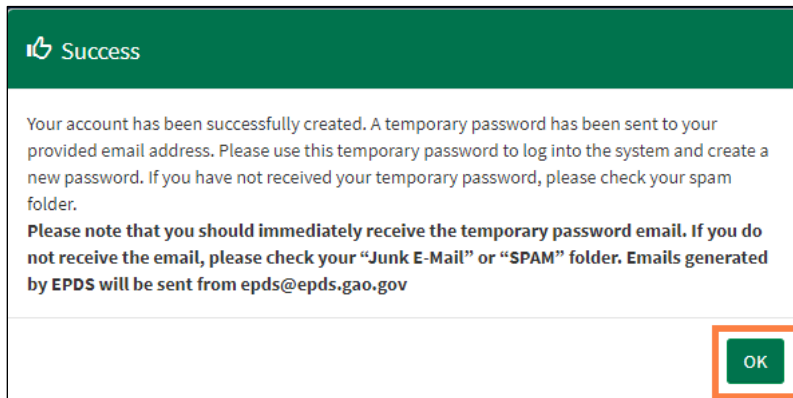 Success
Your account has been successfully created. A temporary password has been sent to your
provided email address. Please use this temporary password to log into the system and create a
new password. If you have not received your temporary password, please check your spam
folder.
Please note that you should immediately receive the temporary password email. If you do
not receive the email, please check your “Junk E-Mail” or “SPAM” folder. Emails generated
by EPDS will be sent from epds@epds.gao.gov
OK